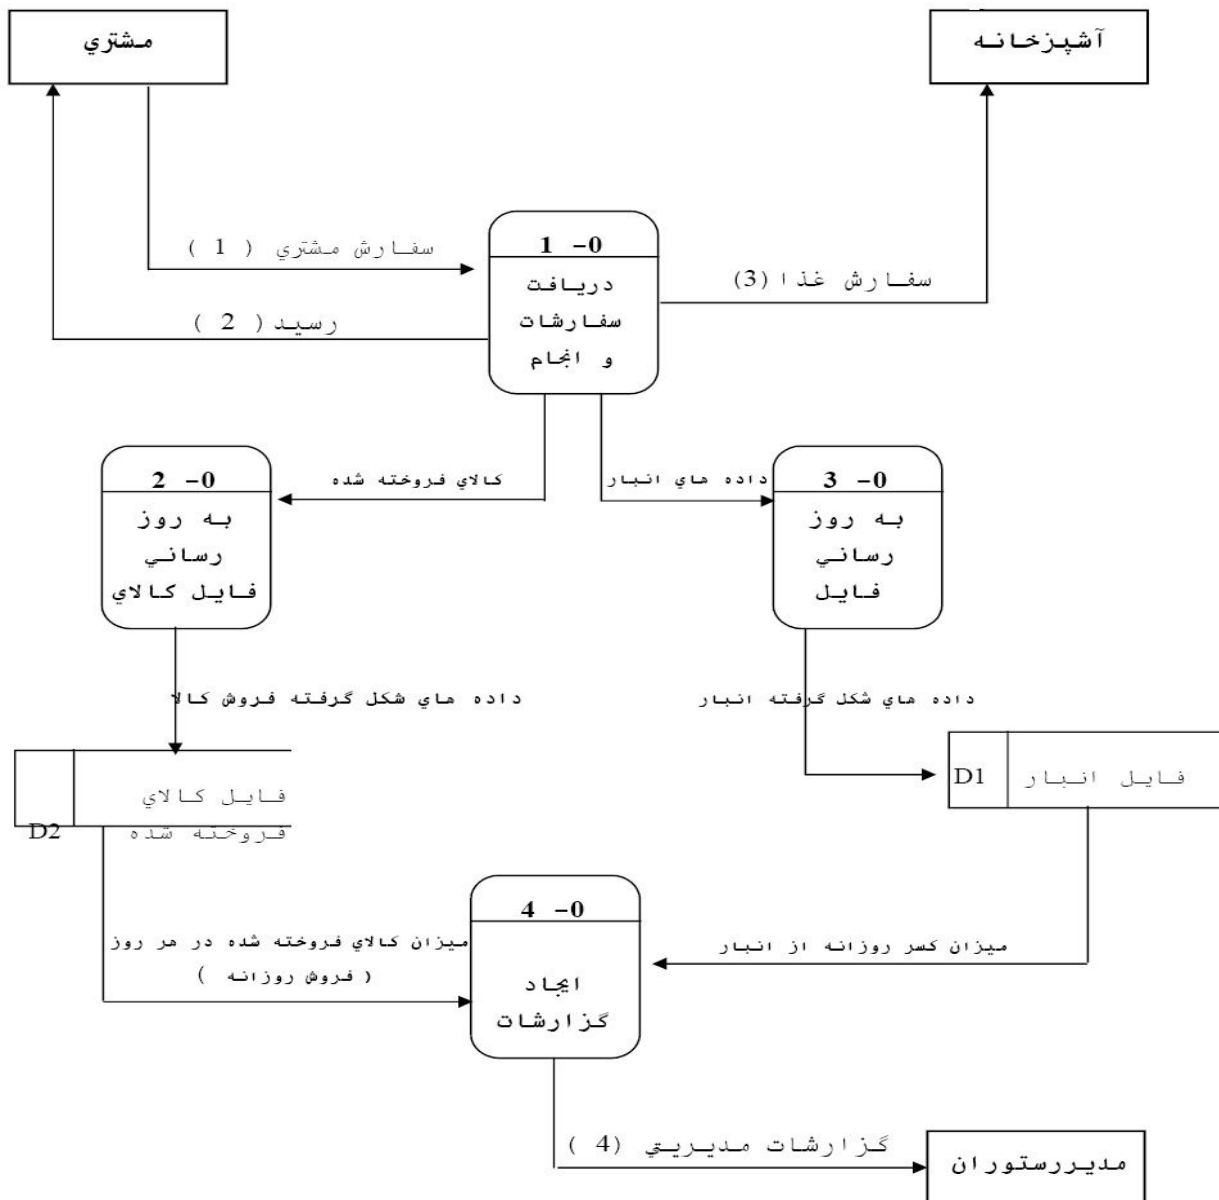 مشتري
آشپزخانه
1 -0
دريافت
سفارشات
و انجام
سفارش مشتري ( 1 )
سفارش غذا (3)
رسيد ( 2 )
2 -0
به روز
رساني
فايل كالاي
كالاي فروخته شده
داده هاي انبار
3 -0
به روز
رساني
فايل
داده هاي شكل گرفته فروش كالا
داده هاي شكل گرفته انبار
D2
فايل كالاي
فروخته شده
D1
فايل انبار
4 -0
ايجاد
گزارشات
ميزان كالاي فروخته شده در هر روز
( فروش روزانه )
ميزان كسر روزانه از انبار
گزارشات مديريتي (4 )
مديررستوران